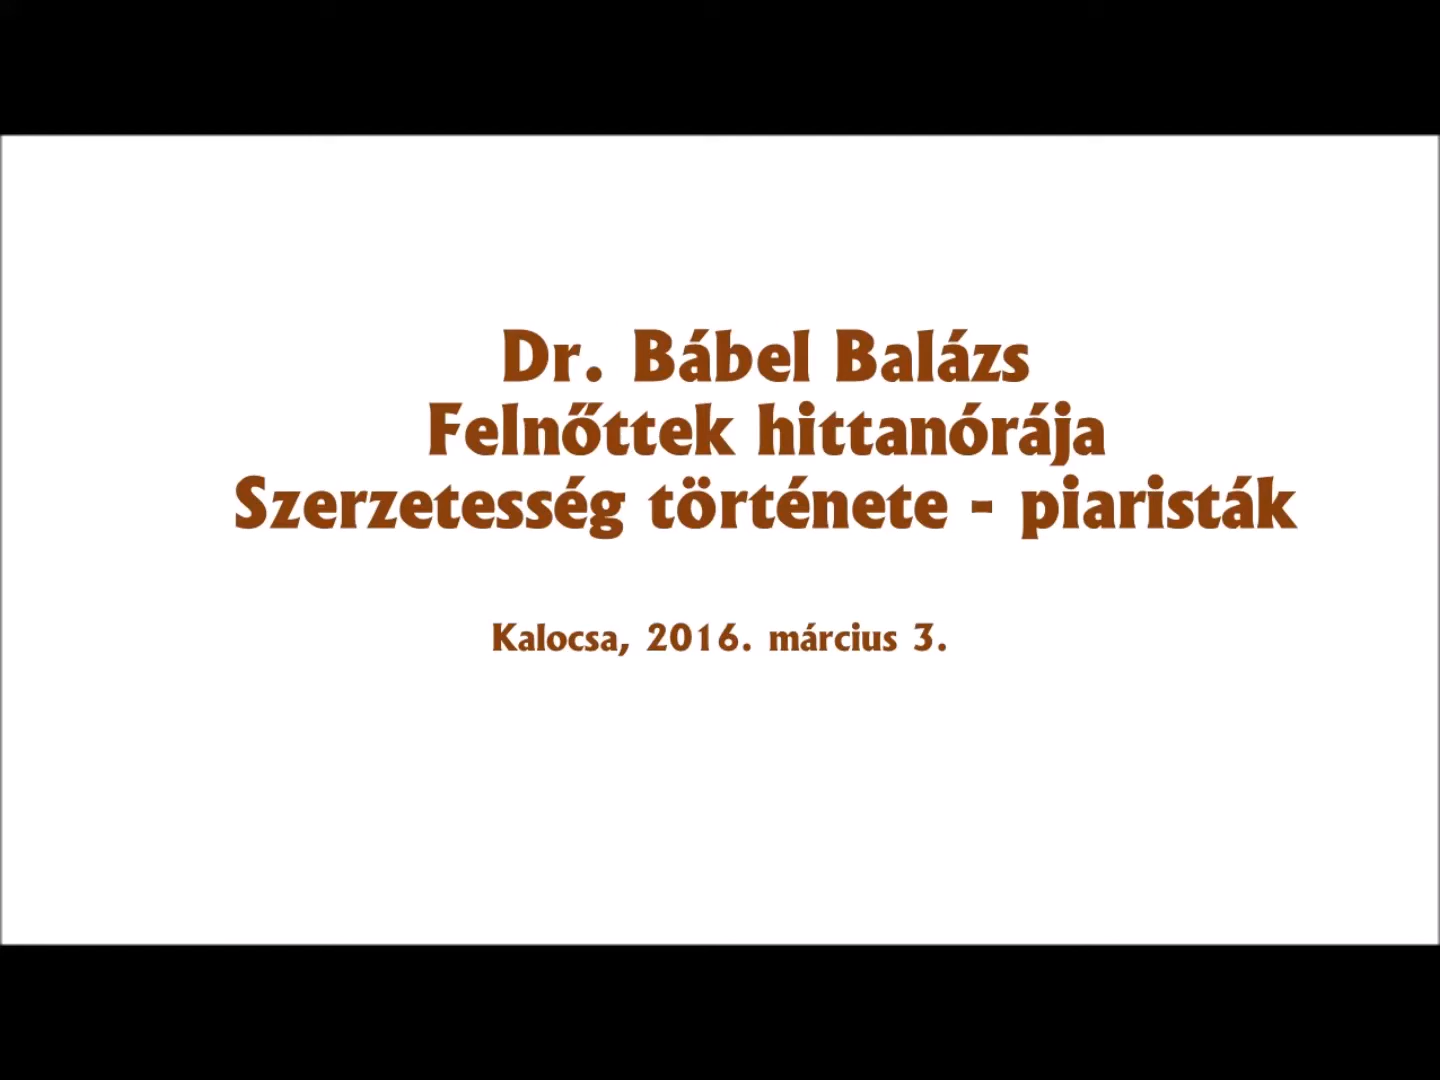 Dr. Bábel Balázs
Felnőttek hittanórája
Szerzetesség története - piaristák
Kalocsa, 2016. március 3.